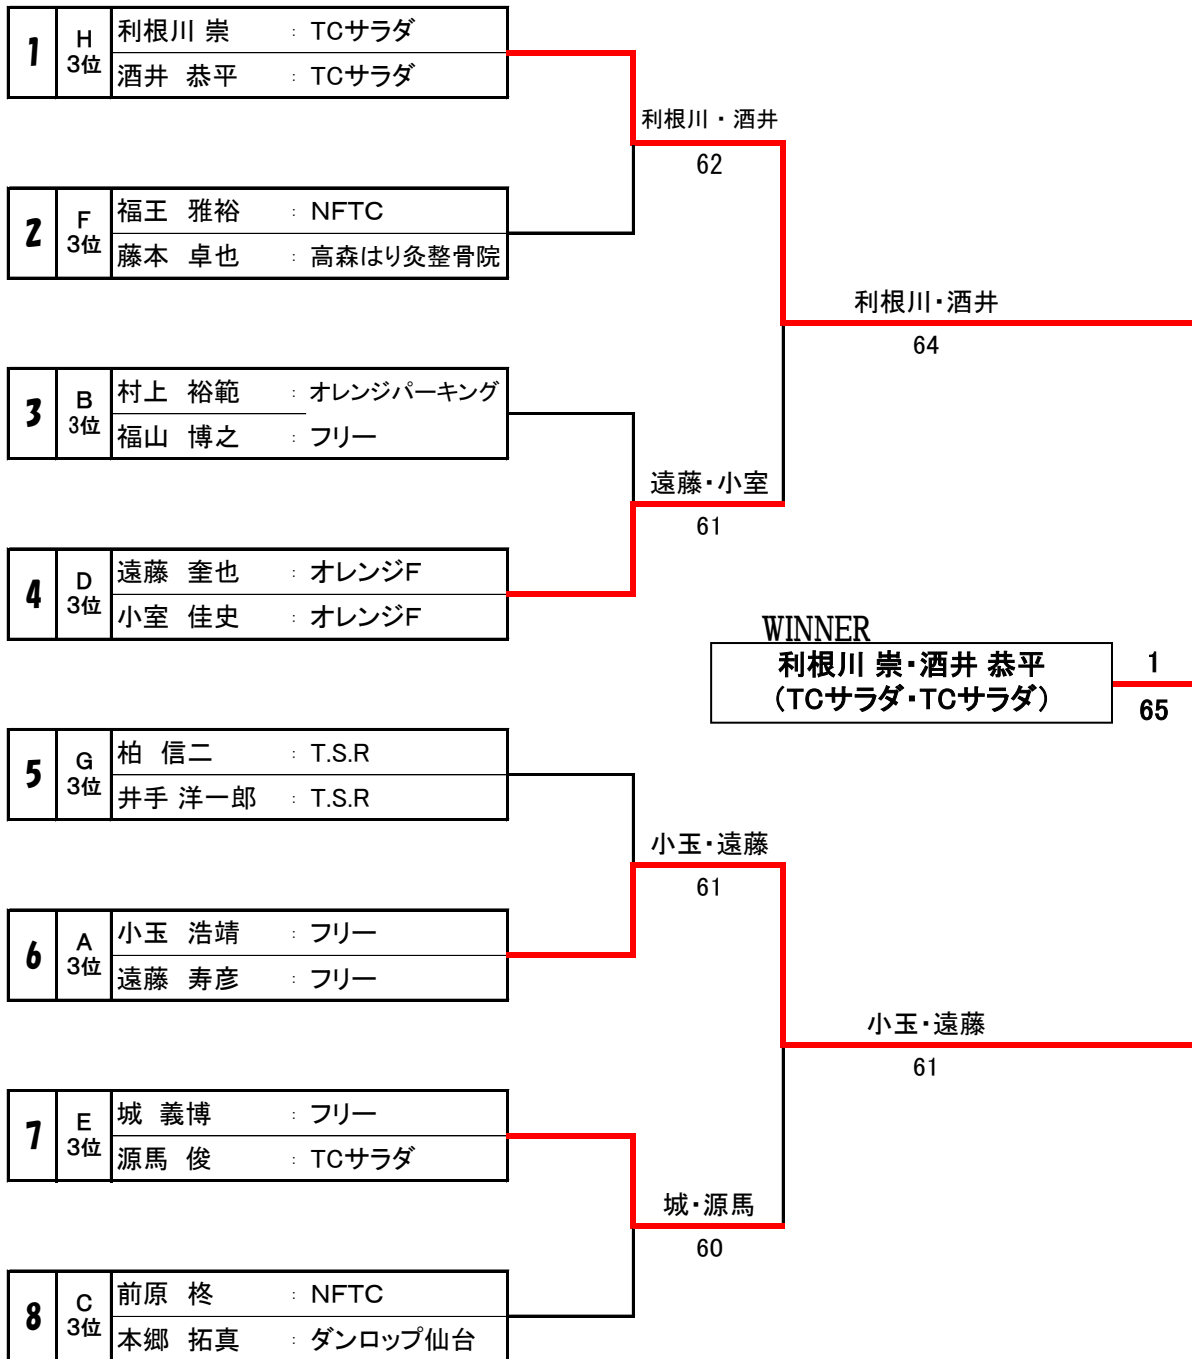 1 H 3位 利根川 崇 : TCサラダ
酒井 恭平 : TCサラダ
利根川・酒井
62
2 F 3位 福王 雅裕 : NFTC
藤本 卓也 : 高森はり灸整骨院
利根川・酒井
64
3 B 3位 村上 裕範 : オレンジパーキング
福山 博之 : フリー
遠藤・小室
61
4 D 3位 遠藤 奎也 : オレンジF
小室 佳史 : オレンジF
WINNER
利根川 崇・酒井 恭平
(TCサラダ・TCサラダ)
1
65
5 G 3位 柏 信二 : T.S.R
井手 洋一郎 : T.S.R
小玉・遠藤
61
6 A 3位 小玉 浩靖 : フリー
遠藤 寿彦 : フリー
小玉・遠藤
61
7 E 3位 城 義博 : フリー
源馬 俊 : TCサラダ
城・源馬
60
8 C 3位 前原 柊 : NFTC
本郷 拓真 : ダンロップ仙台